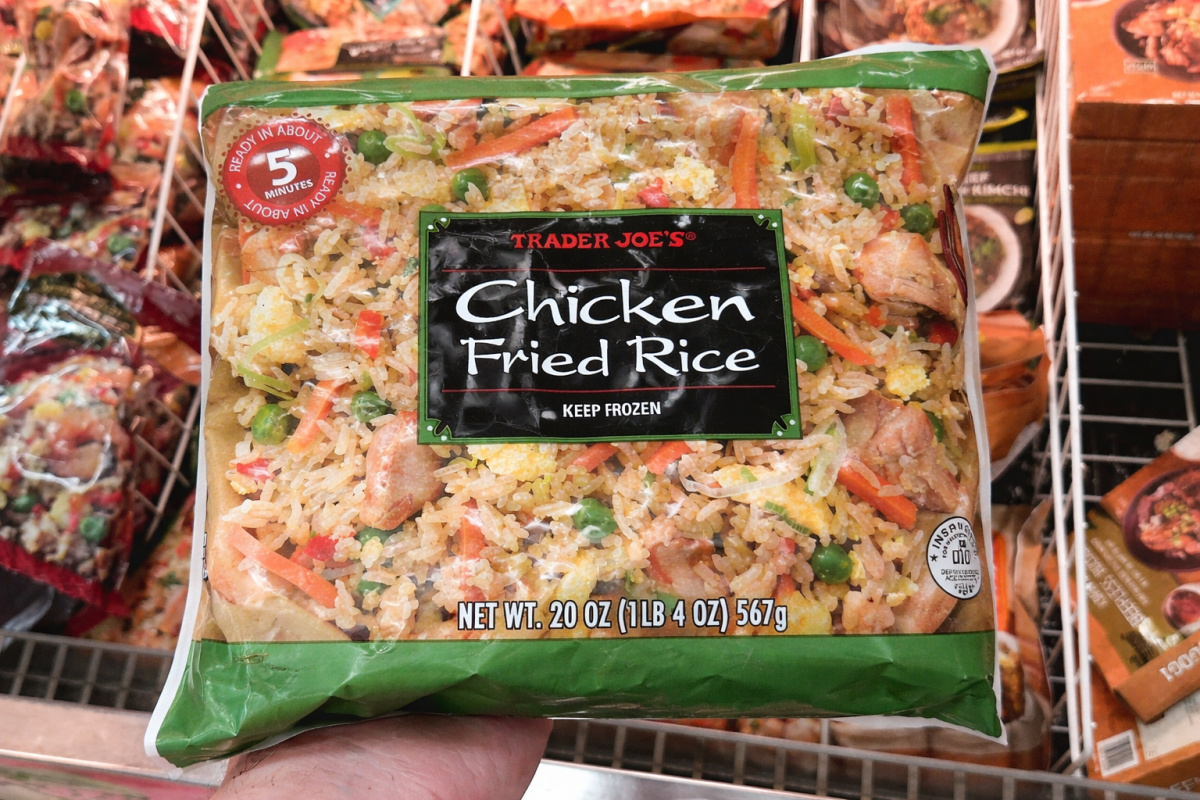 READY IN ABOUT
5
MINUTES
READY IN ABOUT
TRADER JOE'S®
Chicken
Fried Rice
KEEP FROZEN
NET WT. 20 OZ (1LB 4 OZ) 567g
KIMCHI